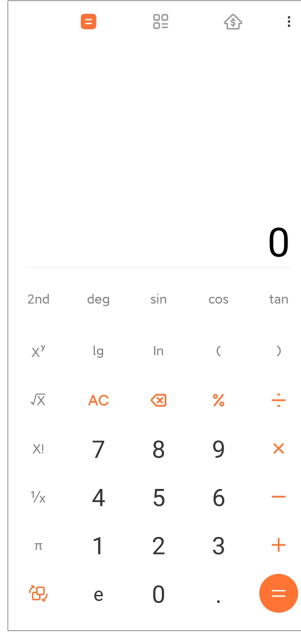 0
2nd deg sin cos tan
Xʸ lg ln ( )
√X AC % ÷
X! 7 8 9 ×
¹/x 4 5 6 −
π 1 2 3 +
e 0 . =